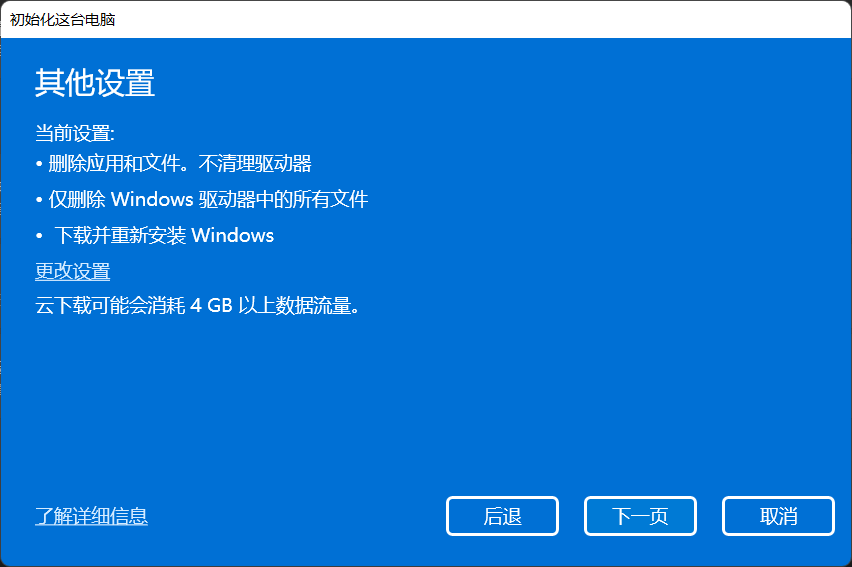 初始化这台电脑
其他设置
当前设置:
• 删除应用和文件。不清理驱动器
• 仅删除 Windows 驱动器中的所有文件
• 下载并重新安装 Windows
更改设置
云下载可能会消耗 4 GB 以上数据流量。
了解详细信息
后退
下一页
取消